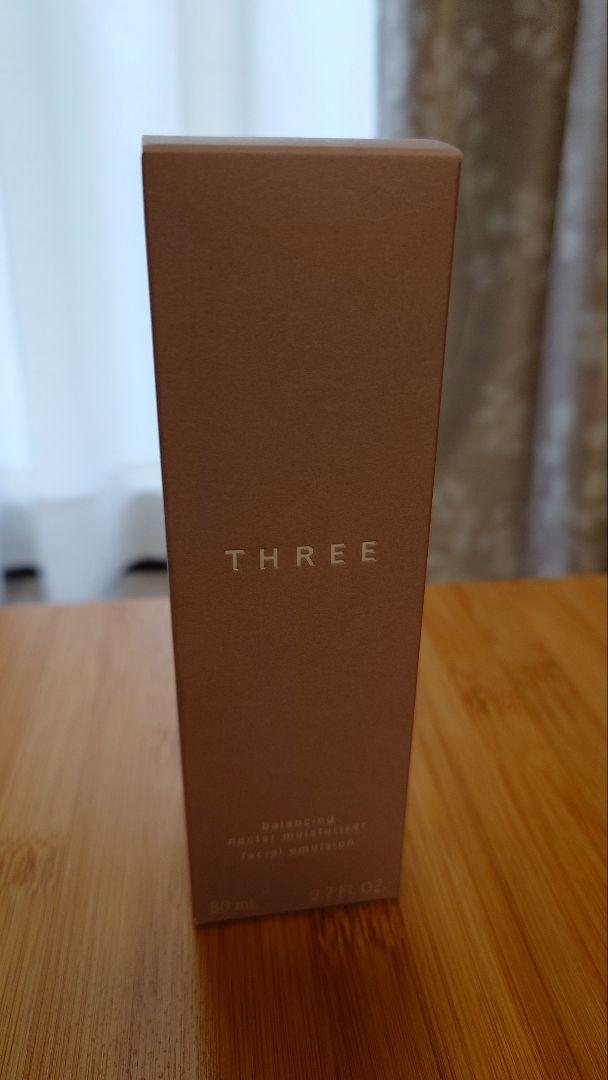 THREE
balancing
nectar moisturizer
facial emulsion
80 mL 2.7 FL OZ.